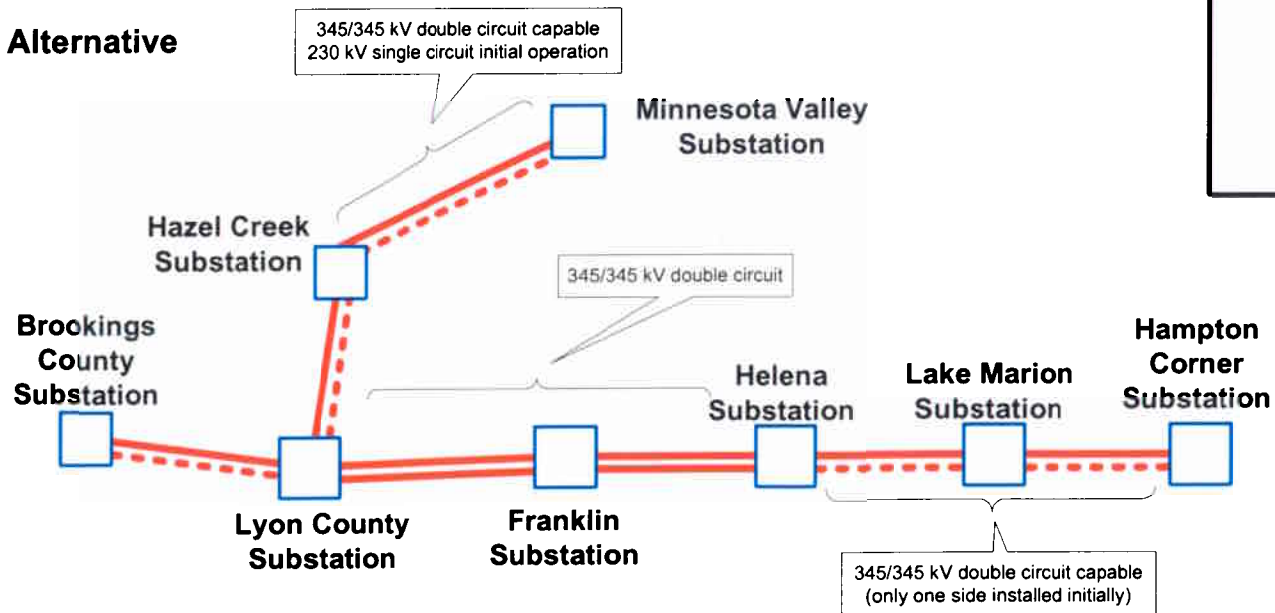 Alternative
345/345 kV double circuit capable
230 kV single circuit initial operation
Minnesota Valley
Substation
Hazel Creek
Substation
345/345 kV double circuit
Brookings
County
Substation
Helena
Substation
Lake Marion
Substation
Hampton
Corner
Substation
Lyon County
Substation
Franklin
Substation
345/345 kV double circuit capable
(only one side installed initially)